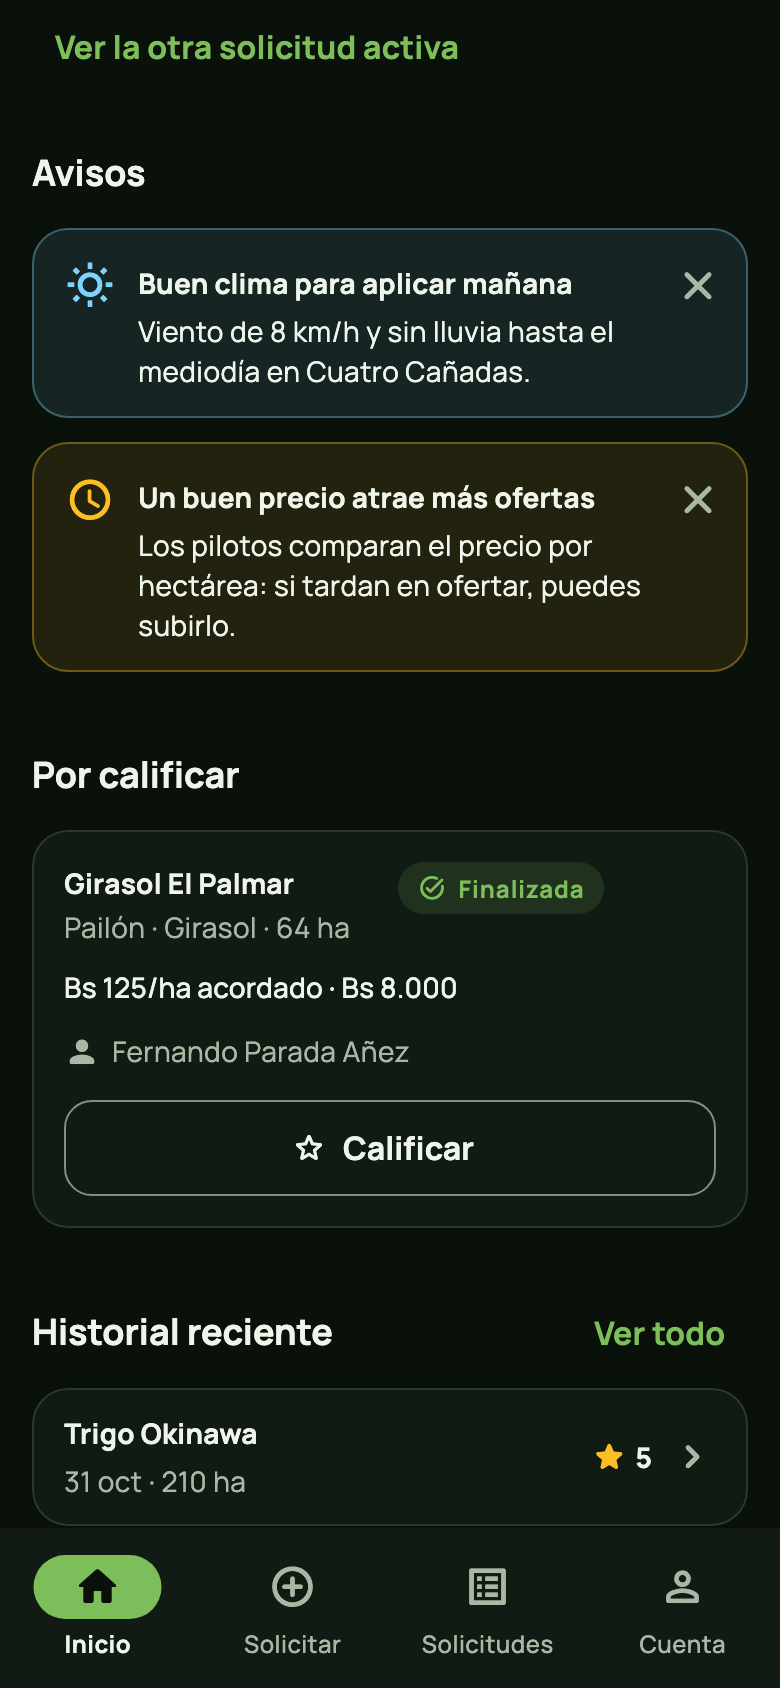 Ver la otra solicitud activa
Avisos
Buen clima para aplicar mañana
Viento de 8 km/h y sin lluvia hasta el
mediodía en Cuatro Cañadas.
Un buen precio atrae más ofertas
Los pilotos comparan el precio por
hectárea: si tardan en ofertar, puedes
subirlo.
Por calificar
Girasol El Palmar
Finalizada
Pailón · Girasol · 64 ha
Bs 125/ha acordado · Bs 8.000
Fernando Parada Añez
Calificar
Historial reciente
Ver todo
Trigo Okinawa
31 oct · 210 ha
5
Inicio
Solicitar
Solicitudes
Cuenta